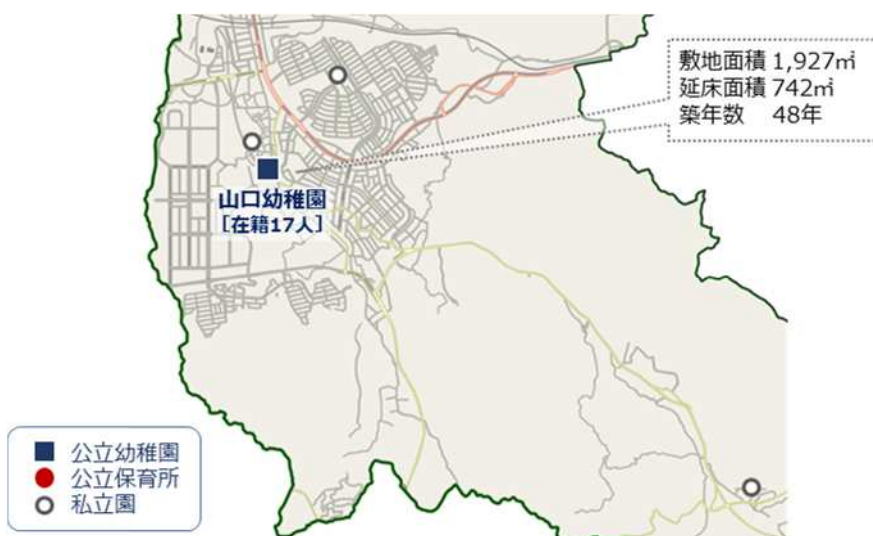 敷地面積 1,927㎡
延床面積 742㎡
築年数 48年
山口幼稚園
[在籍17人]
公立幼稚園
公立保育所
私立園